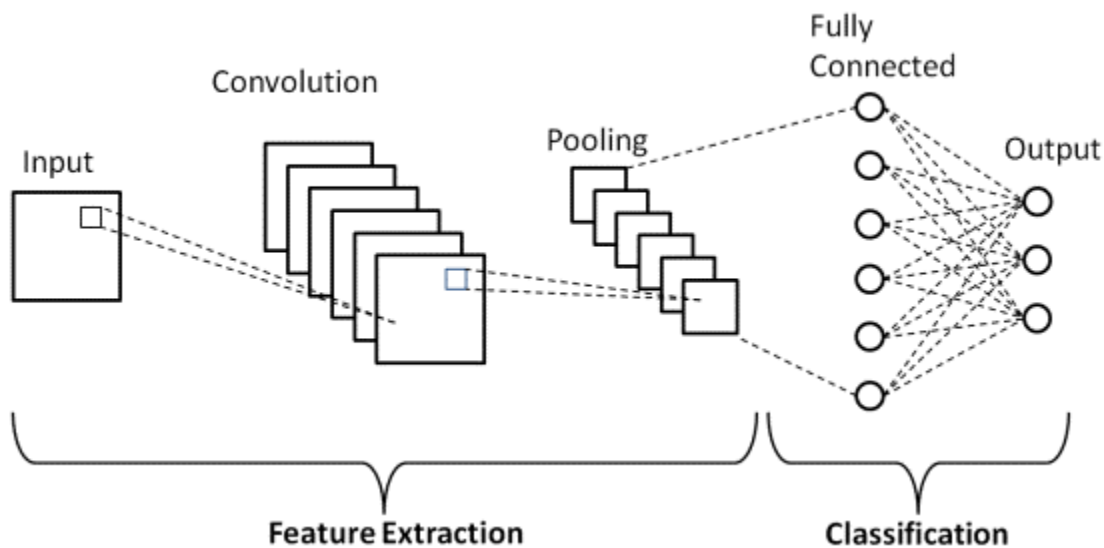 Input
Convolution
Pooling
Fully
Connected
Output
Feature Extraction
Classification